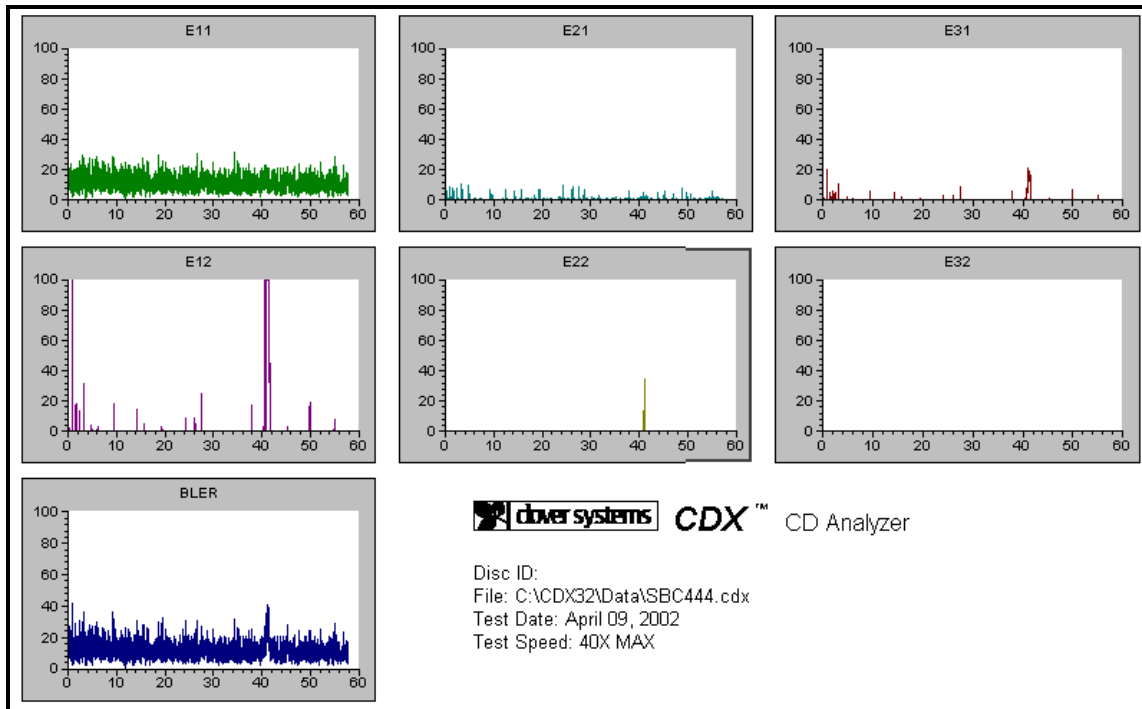 E11
100
80
60
40
20
0
0 10 20 30 40 50 60
E21
100
80
60
40
20
0
0 10 20 30 40 50 60
E31
100
80
60
40
20
0
0 10 20 30 40 50 60
E12
100
80
60
40
20
0
0 10 20 30 40 50 60
E22
100
80
60
40
20
0
0 10 20 30 40 50 60
E32
100
80
60
40
20
0
0 10 20 30 40 50 60
BLER
100
80
60
40
20
0
0 10 20 30 40 50 60
clover systems CDX™ CD Analyzer
Disc ID:
File: C:\CDX32\Data\SBC444.cdx
Test Date: April 09, 2002
Test Speed: 40X MAX